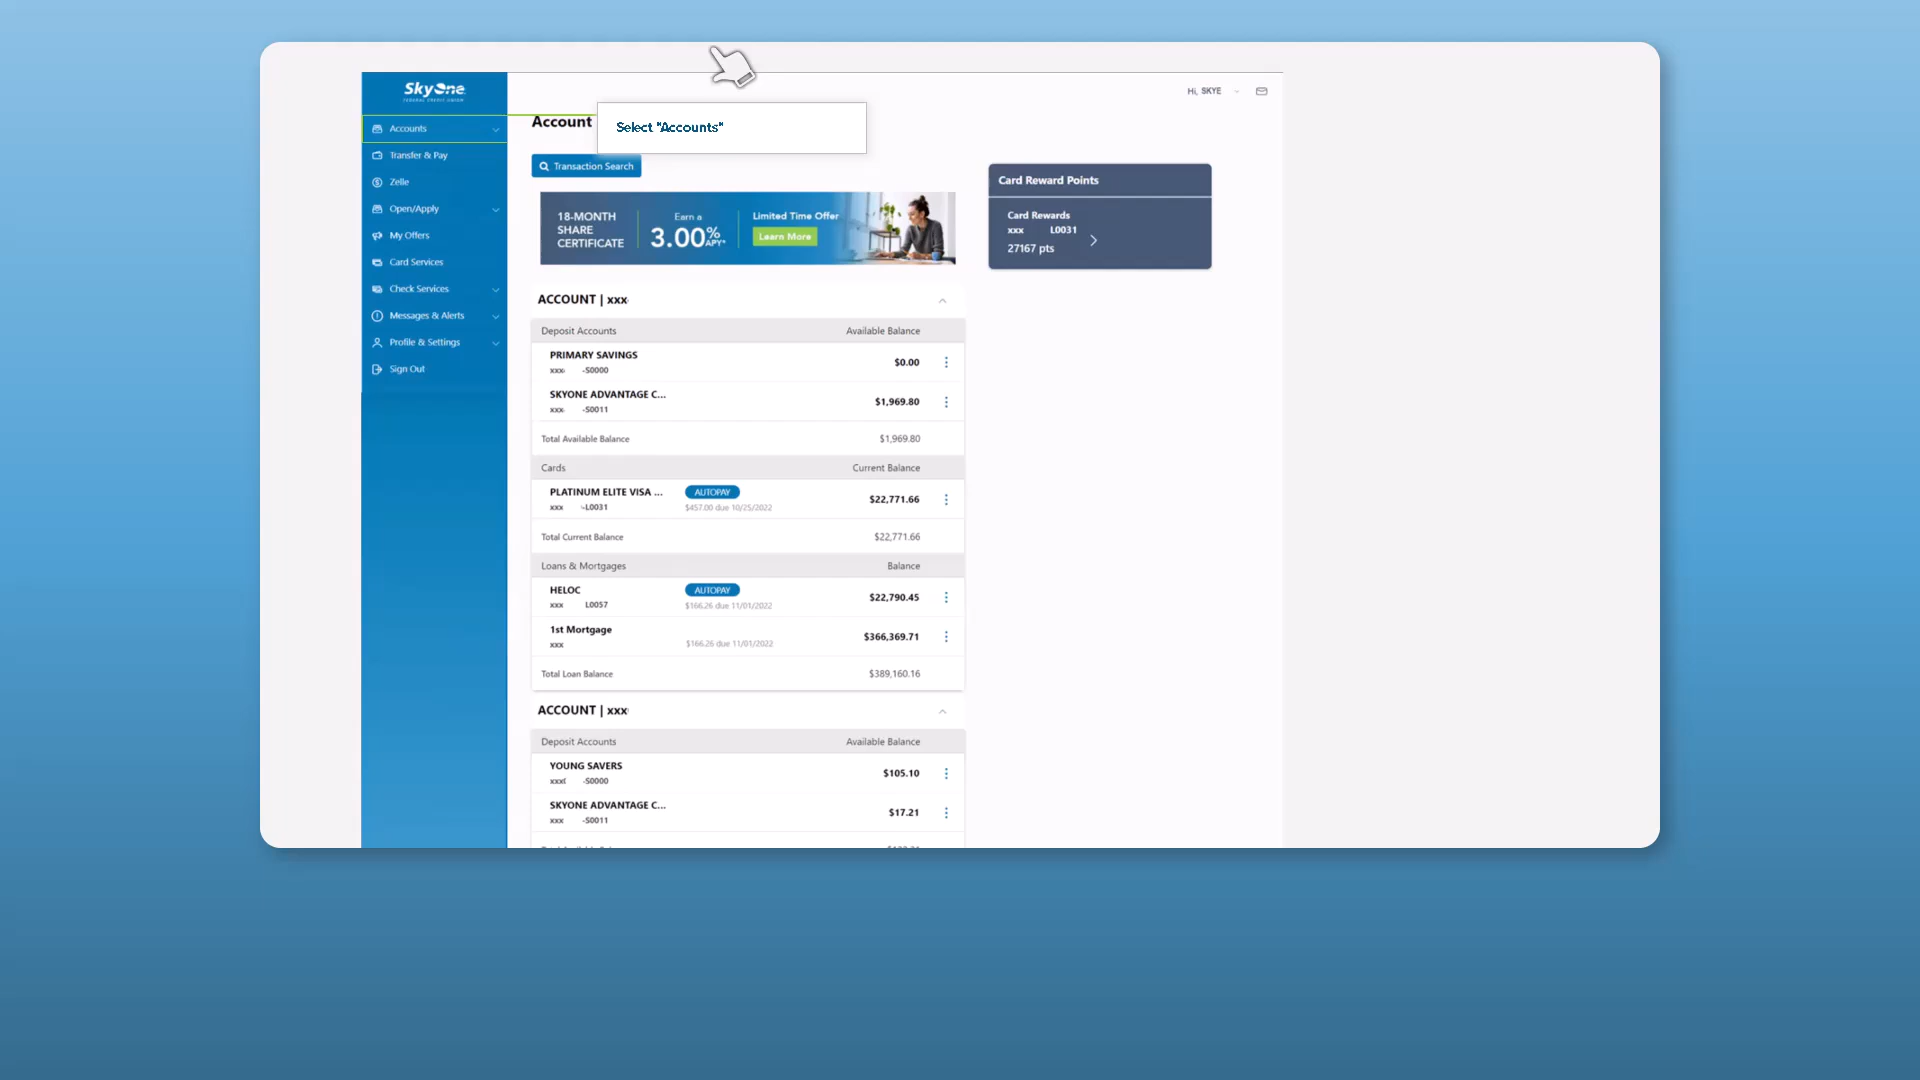 SkyOne
FEDERAL CREDIT UNION
Hi, SKYE
Accounts
Transfer & Pay
Zelle
Open/Apply
My Offers
Card Services
Check Services
Messages & Alerts
Profile & Settings
Sign Out
Account
Select "Accounts"
Transaction Search
18-MONTH
SHARE
CERTIFICATE
Earn a
3.00% APY*
Limited Time Offer
Learn More
Card Reward Points
Card Rewards
xxx L0031
27167 pts
ACCOUNT | xxx
Deposit Accounts Available Balance
PRIMARY SAVINGS $0.00
xxx -S0000
SKYONE ADVANTAGE C... $1,969.80
xxx -S0011
Total Available Balance $1,969.80
Cards Current Balance
PLATINUM ELITE VISA ... AUTOPAY $22,771.66
xxx -L0031 $457.00 due 10/25/2022
Total Current Balance $22,771.66
Loans & Mortgages Balance
HELOC AUTOPAY $22,790.45
xxx L0057 $166.26 due 11/01/2022
1st Mortgage $366,369.71
xxx $166.26 due 11/01/2022
Total Loan Balance $389,160.16
ACCOUNT | xxx
Deposit Accounts Available Balance
YOUNG SAVERS $105.10
xxx -S0000
SKYONE ADVANTAGE C... $17.21
xxx -S0011